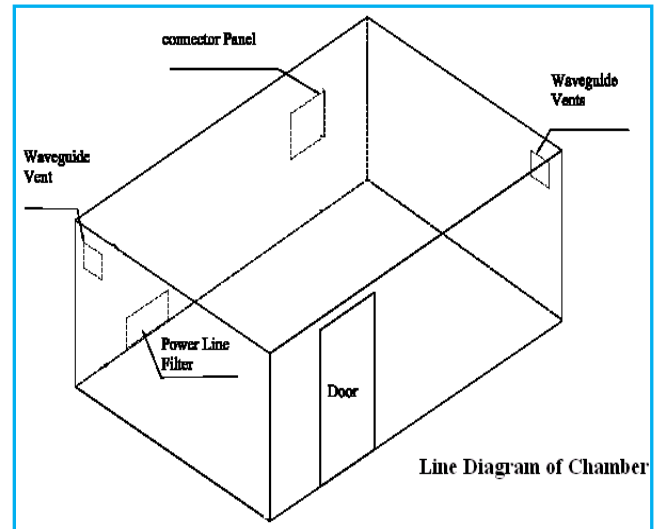 connector Panel
Waveguide
Vents
Waveguide
Vent
Power Line
Filter
Door
Line Diagram of Chamber